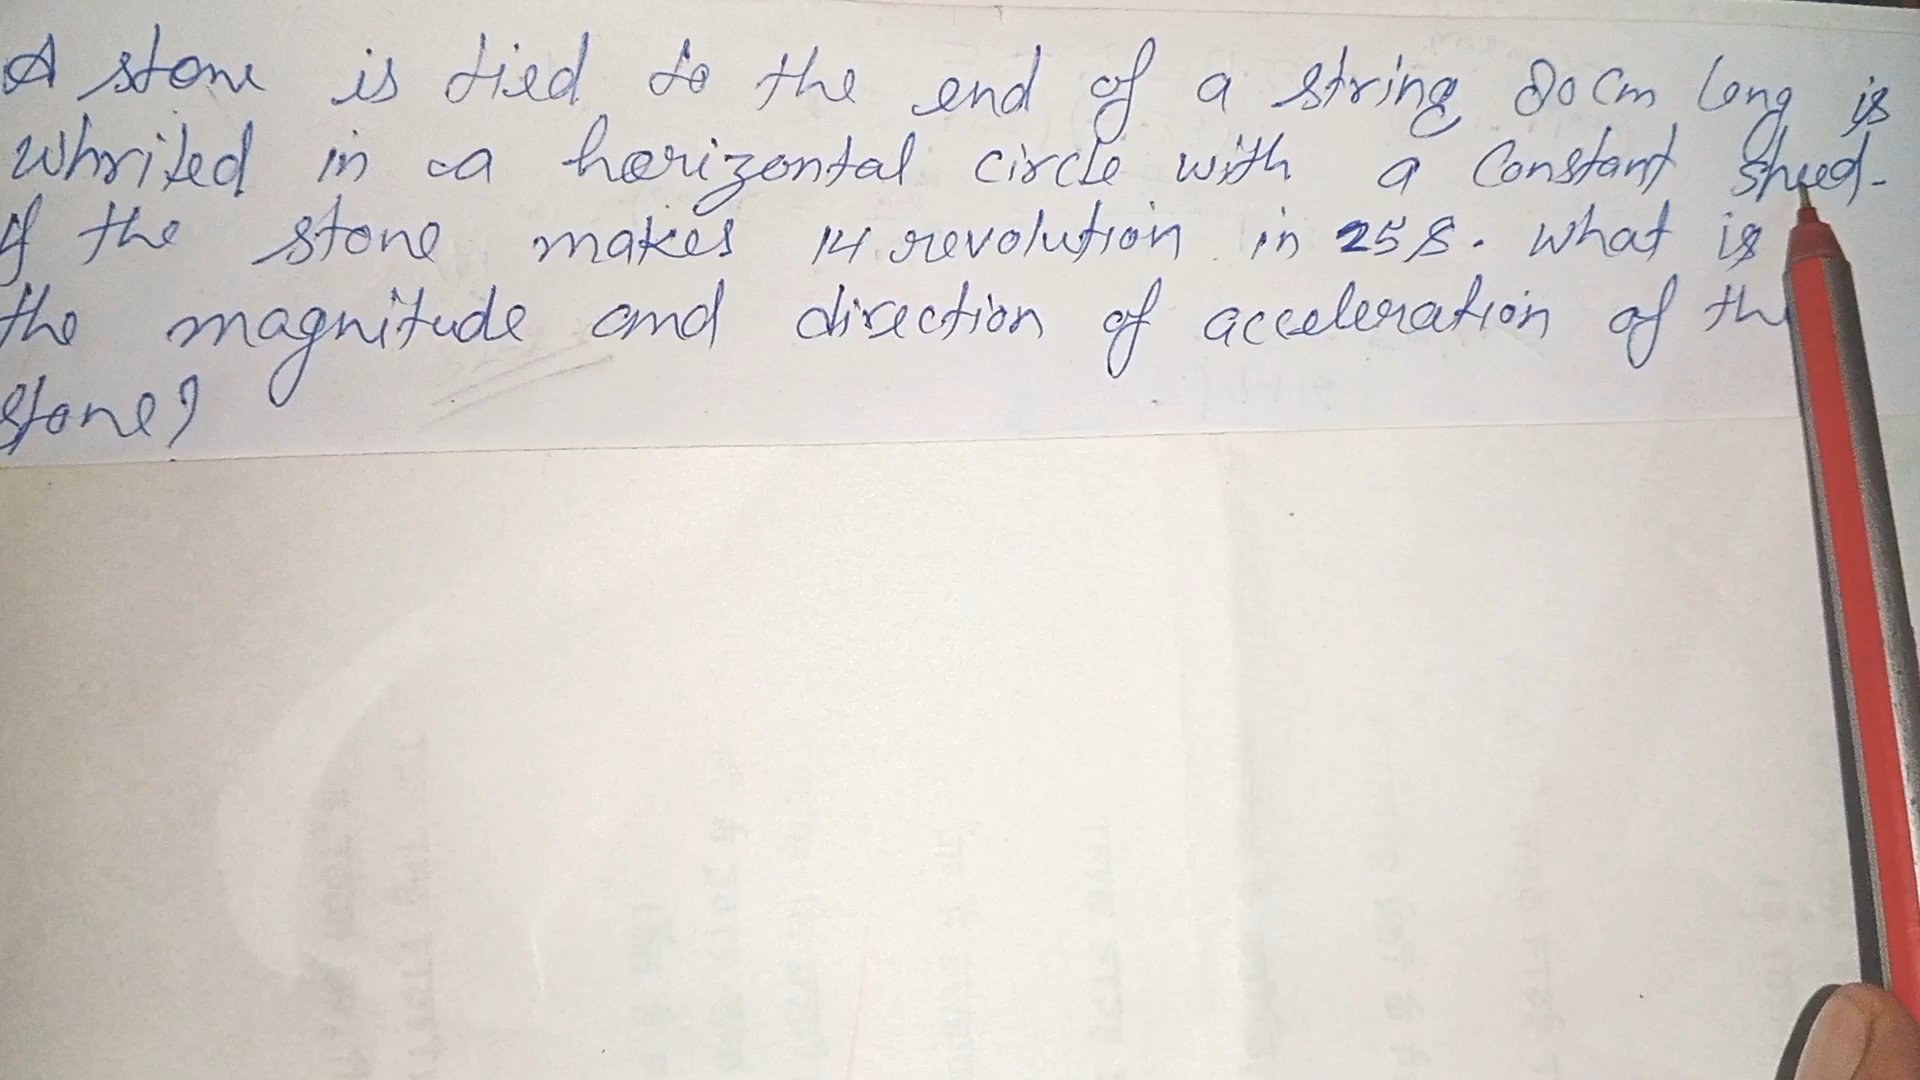 A stone is tied to the end of a string 80 cm long is
whriled in a horizontal circle with a constant speed.
If the stone makes 14 revolution in 25 s. what is
the magnitude and direction of acceleration of the
stone?